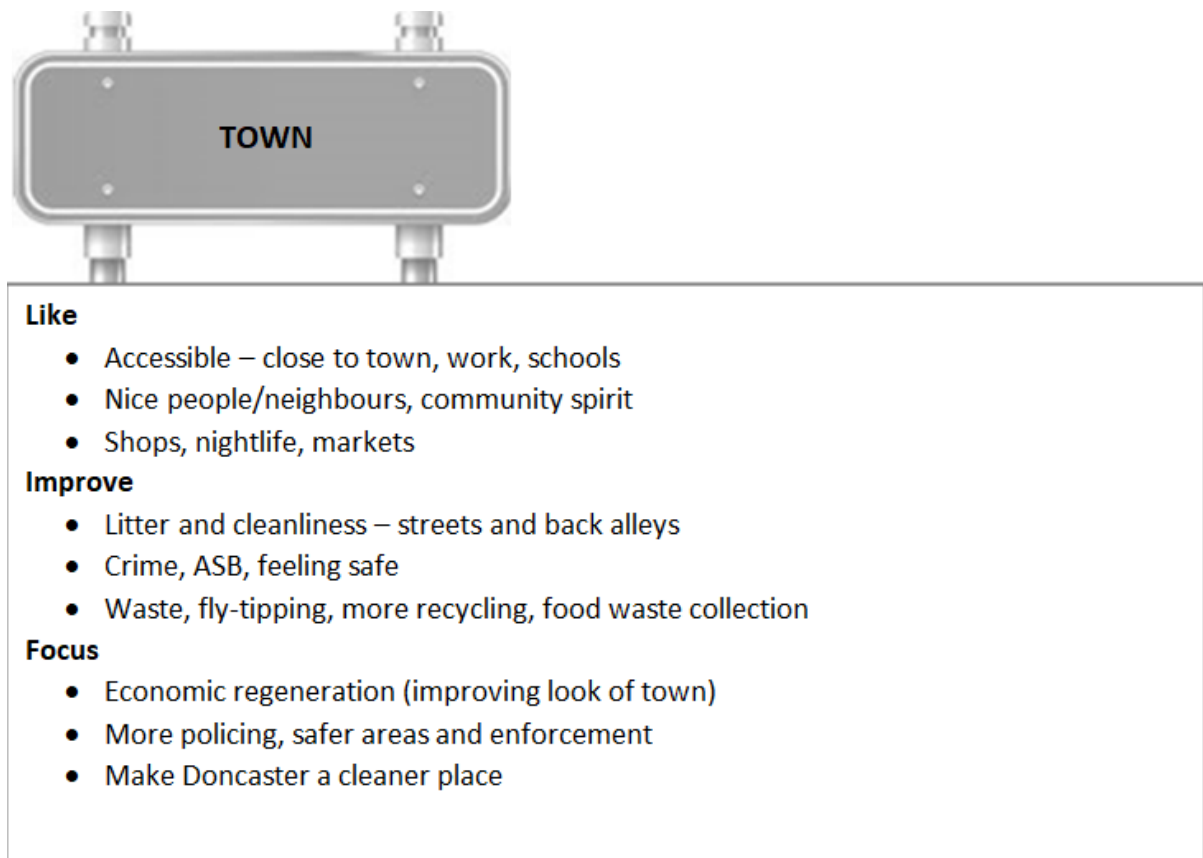 TOWN
Like
• Accessible – close to town, work, schools
• Nice people/neighbours, community spirit
• Shops, nightlife, markets
Improve
• Litter and cleanliness – streets and back alleys
• Crime, ASB, feeling safe
• Waste, fly-tipping, more recycling, food waste collection
Focus
• Economic regeneration (improving look of town)
• More policing, safer areas and enforcement
• Make Doncaster a cleaner place